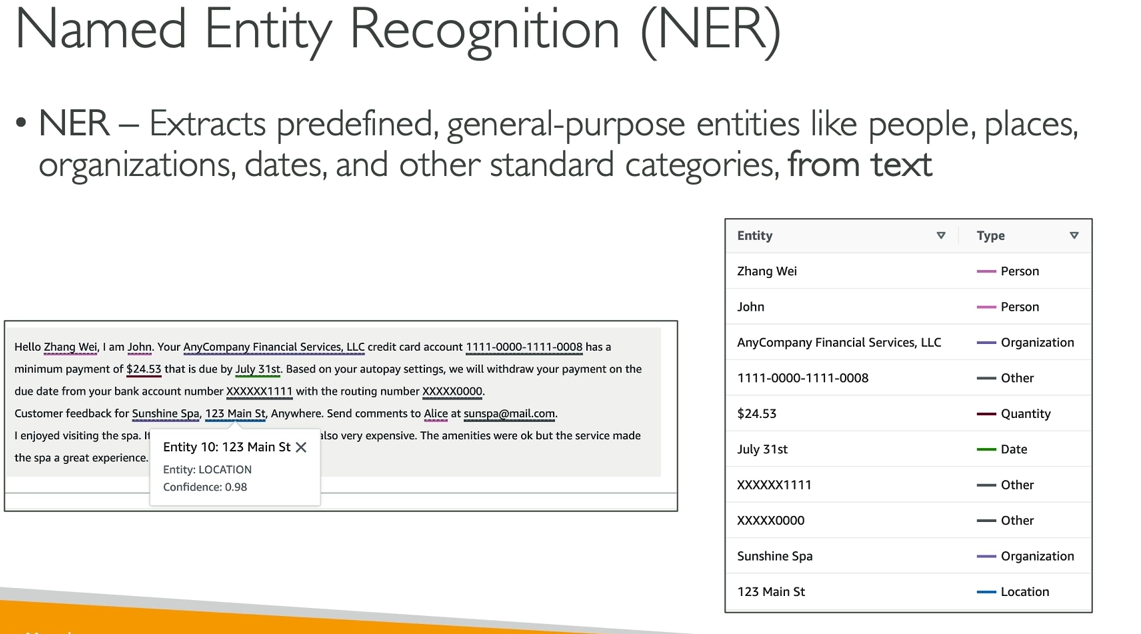 Named Entity Recognition (NER)
• NER – Extracts predefined, general-purpose entities like people, places,
organizations, dates, and other standard categories, from text
Hello Zhang Wei, I am John. Your AnyCompany Financial Services, LLC credit card account 1111-0000-1111-0008 has a
minimum payment of $24.53 that is due by July 31st. Based on your autopay settings, we will withdraw your payment on the
due date from your bank account number XXXXXX1111 with the routing number XXXXX0000.
Customer feedback for Sunshine Spa, 123 Main St, Anywhere. Send comments to Alice at sunspa@mail.com.
I enjoyed visiting the spa. It also very expensive. The amenities were ok but the service made
the spa a great experience.
Entity 10: 123 Main St
Entity: LOCATION
Confidence: 0.98
Entity Type
Zhang Wei Person
John Person
AnyCompany Financial Services, LLC Organization
1111-0000-1111-0008 Other
$24.53 Quantity
July 31st Date
XXXXXX1111 Other
XXXXX0000 Other
Sunshine Spa Organization
123 Main St Location